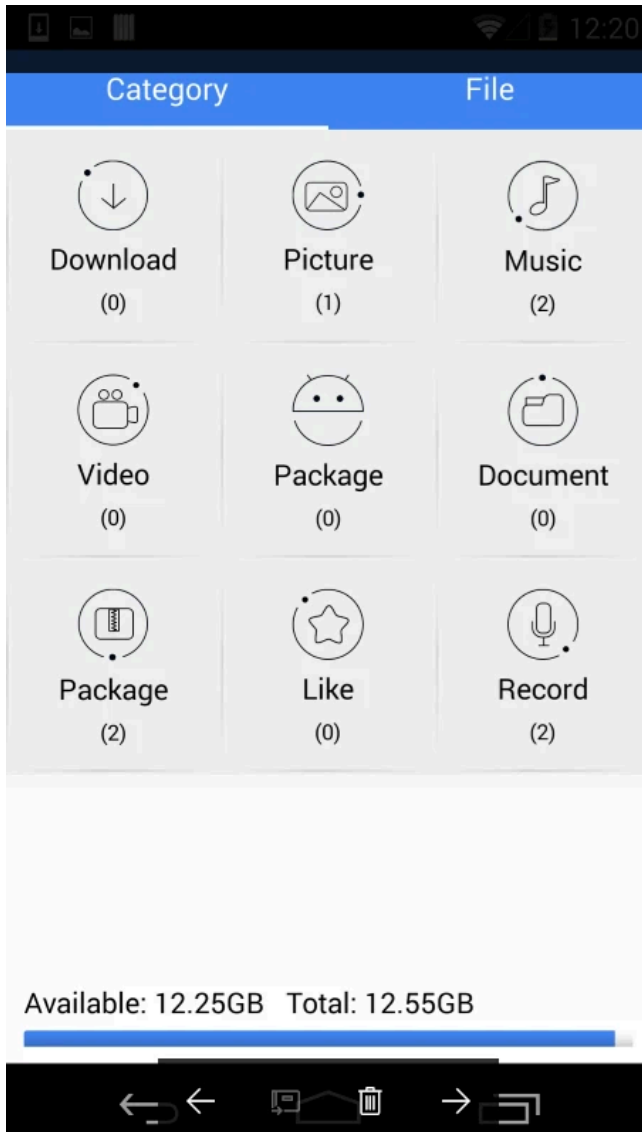 12:20
Category File
Download Picture Music
(0) (1) (2)
Video Package Document
(0) (0) (0)
Package Like Record
(2) (0) (2)
Available: 12.25GB Total: 12.55GB